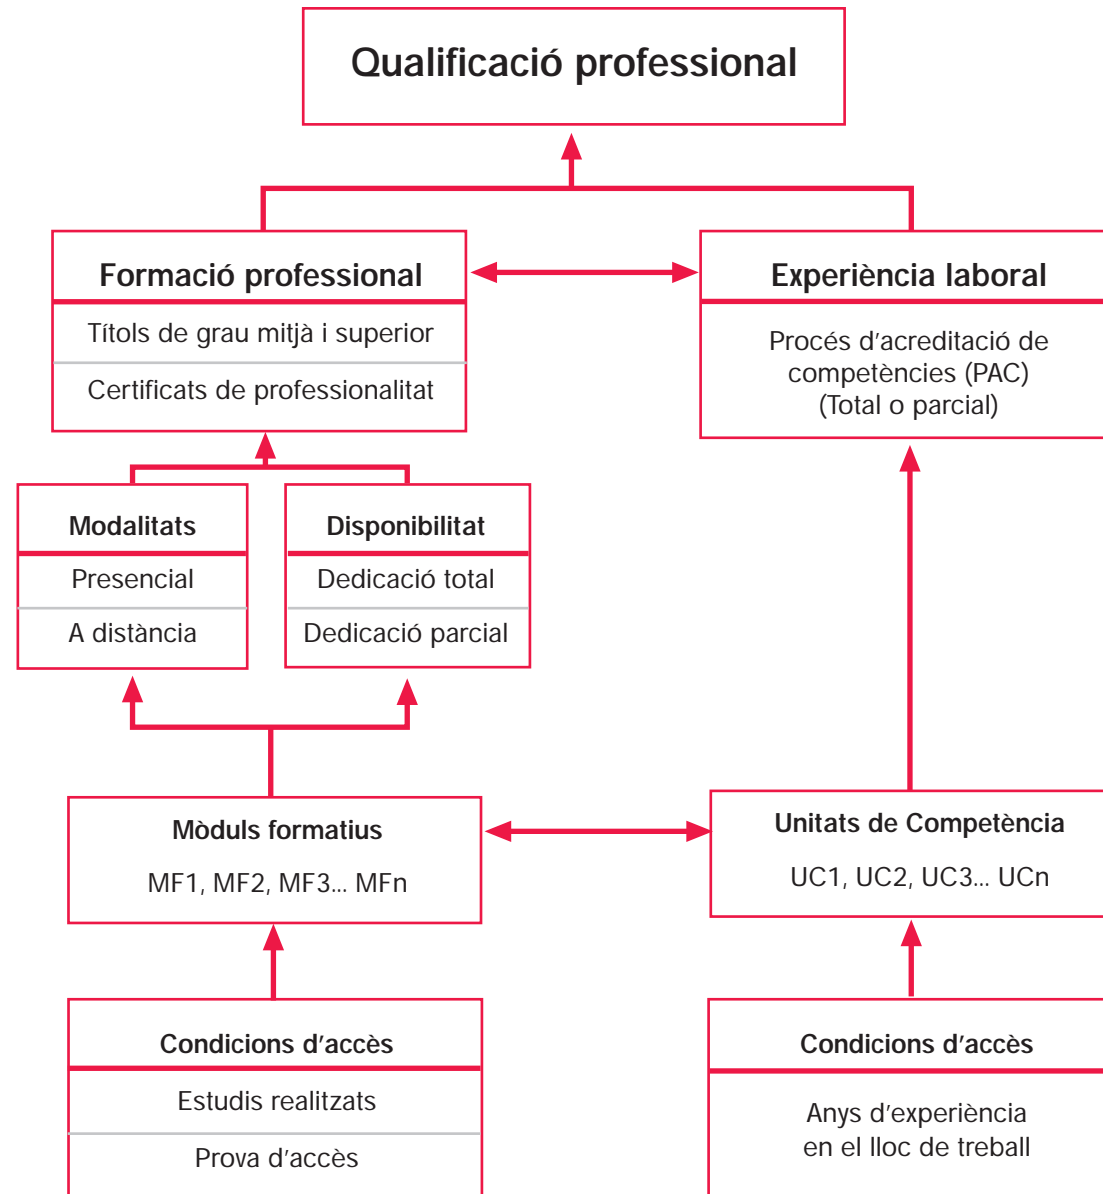 Qualificació professional
Formació professional
Títols de grau mitjà i superior
Certificats de professionalitat
Experiència laboral
Procés d'acreditació de
competències (PAC)
(Total o parcial)
Modalitats
Presencial
A distància
Disponibilitat
Dedicació total
Dedicació parcial
Mòduls formatius
MF1, MF2, MF3... MFn
Unitats de Competència
UC1, UC2, UC3... UCn
Condicions d'accès
Estudis realitzats
Prova d'accès
Condicions d'accès
Anys d'experiència
en el lloc de treball